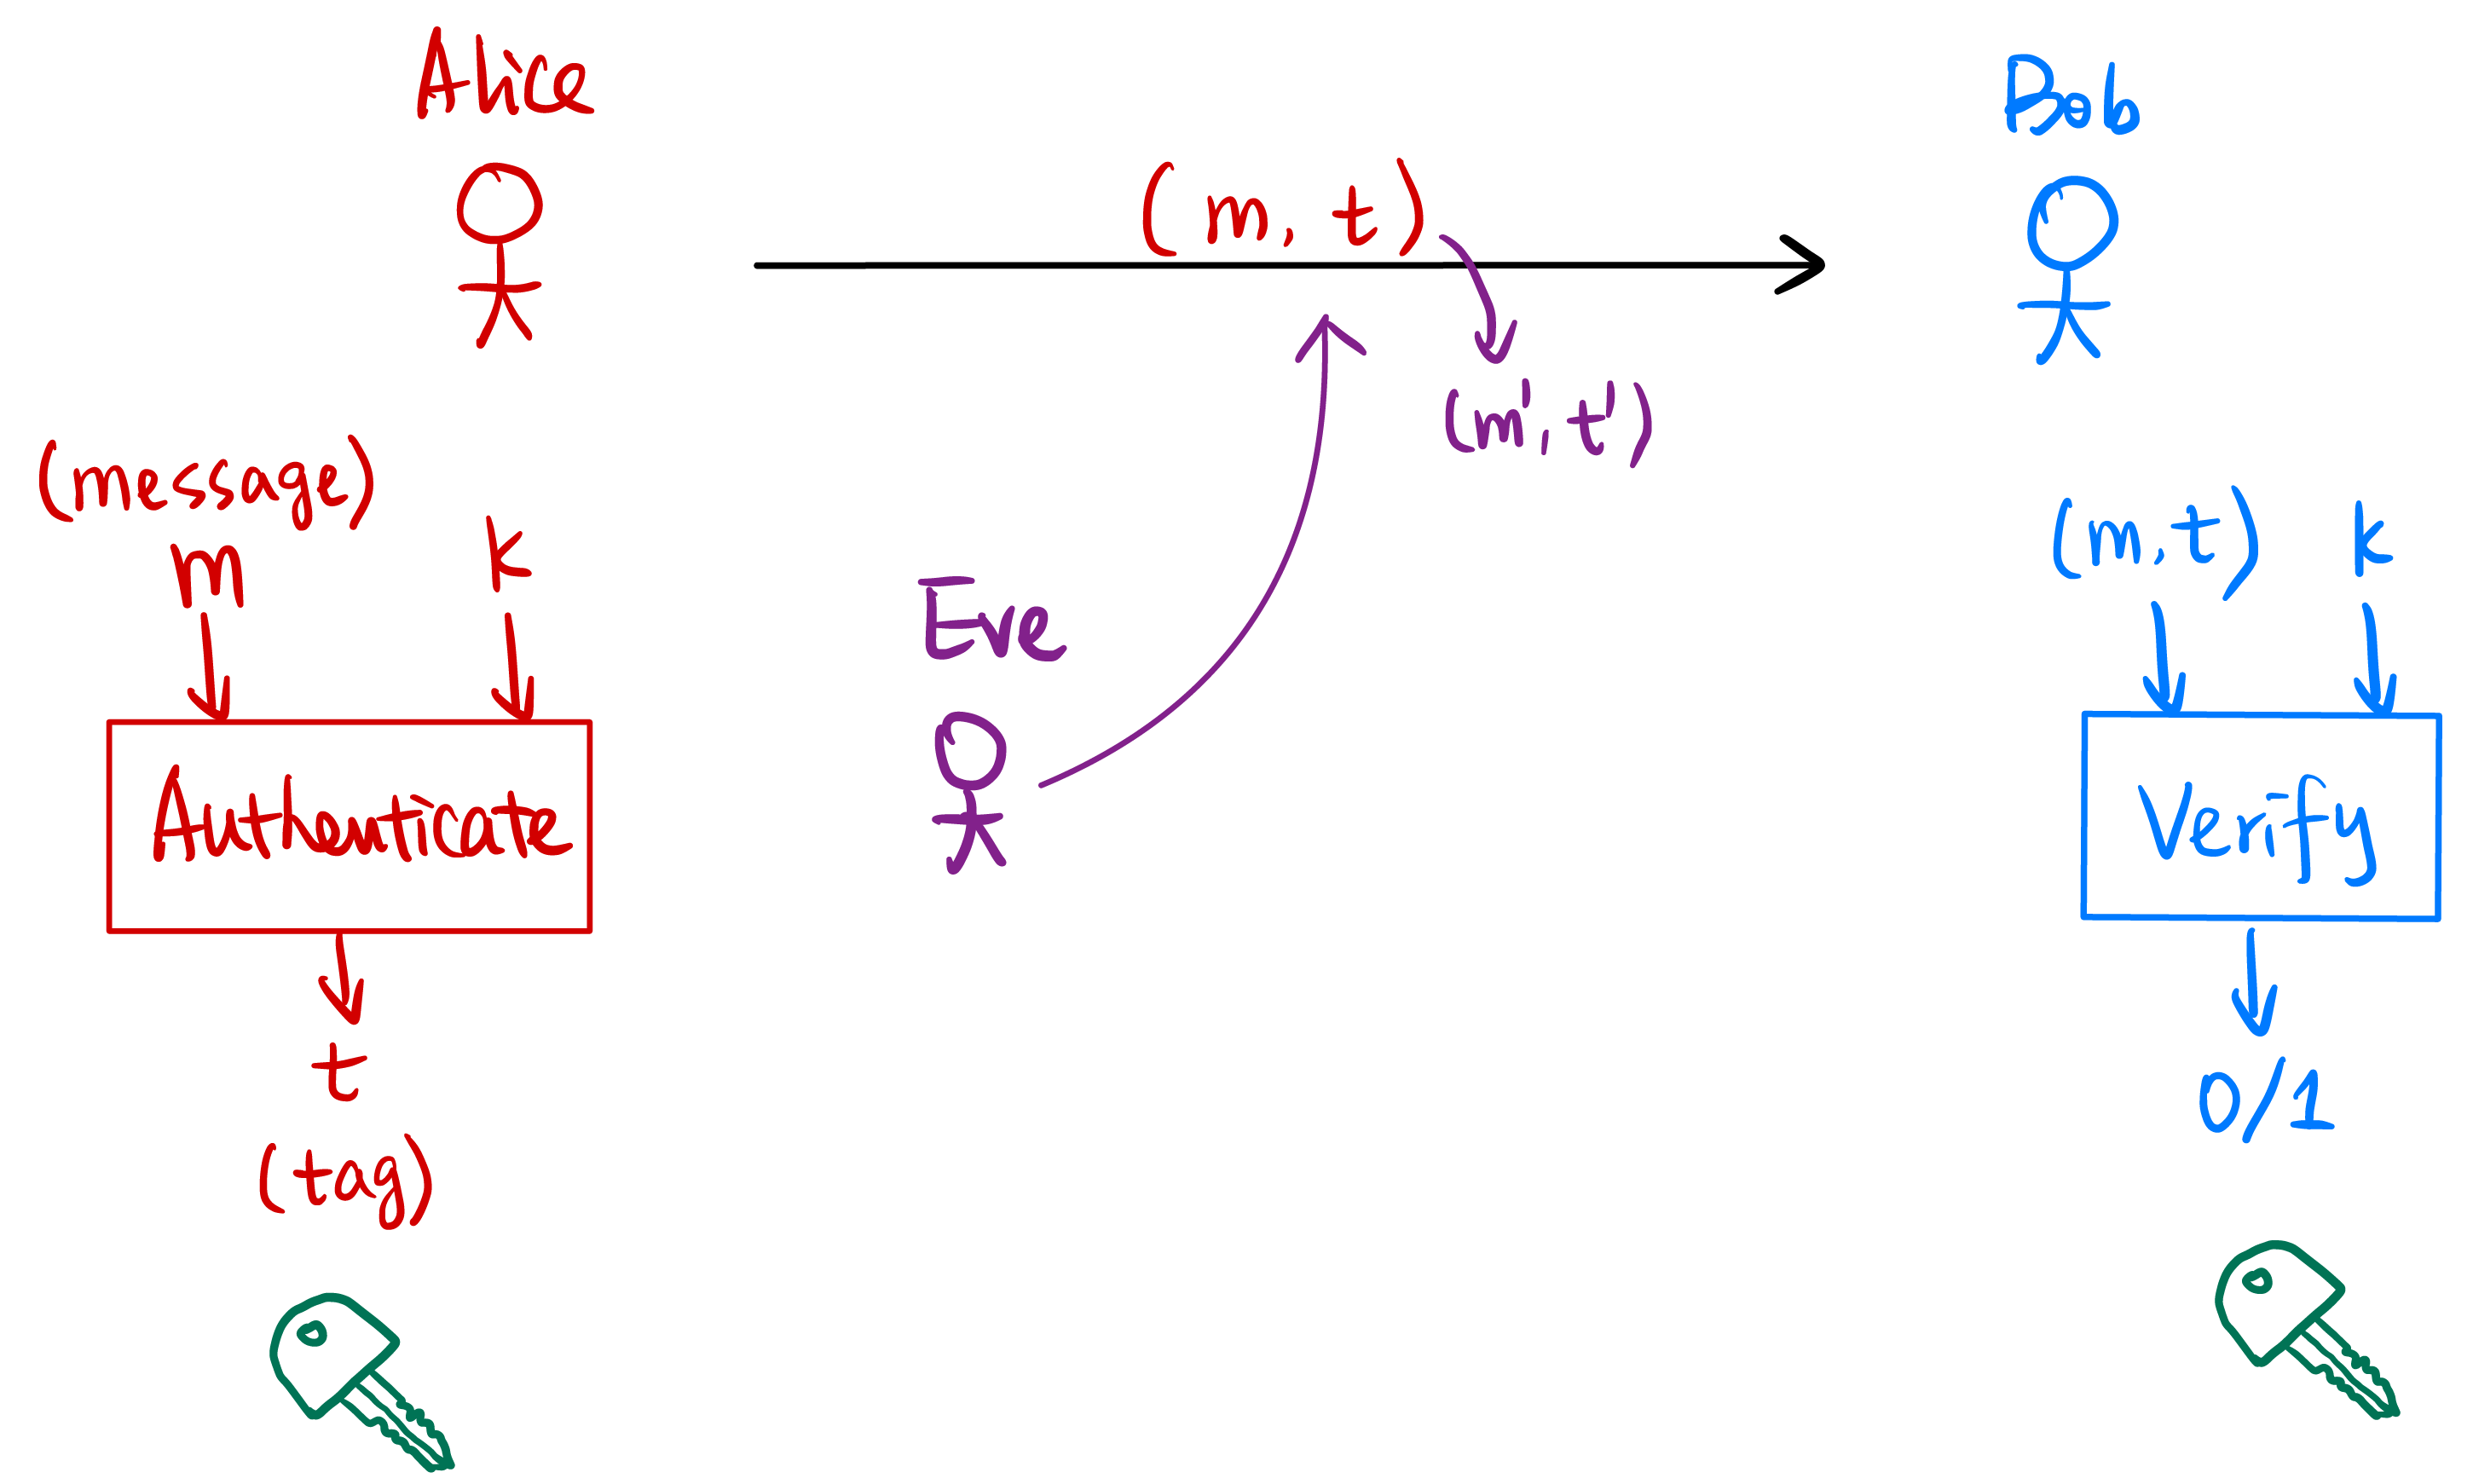 Alice
Bob
(m, t)
(m', t')
(message)
m
k
Authenticate
t
(tag)
Eve
(m, t)
k
Verify
0/1